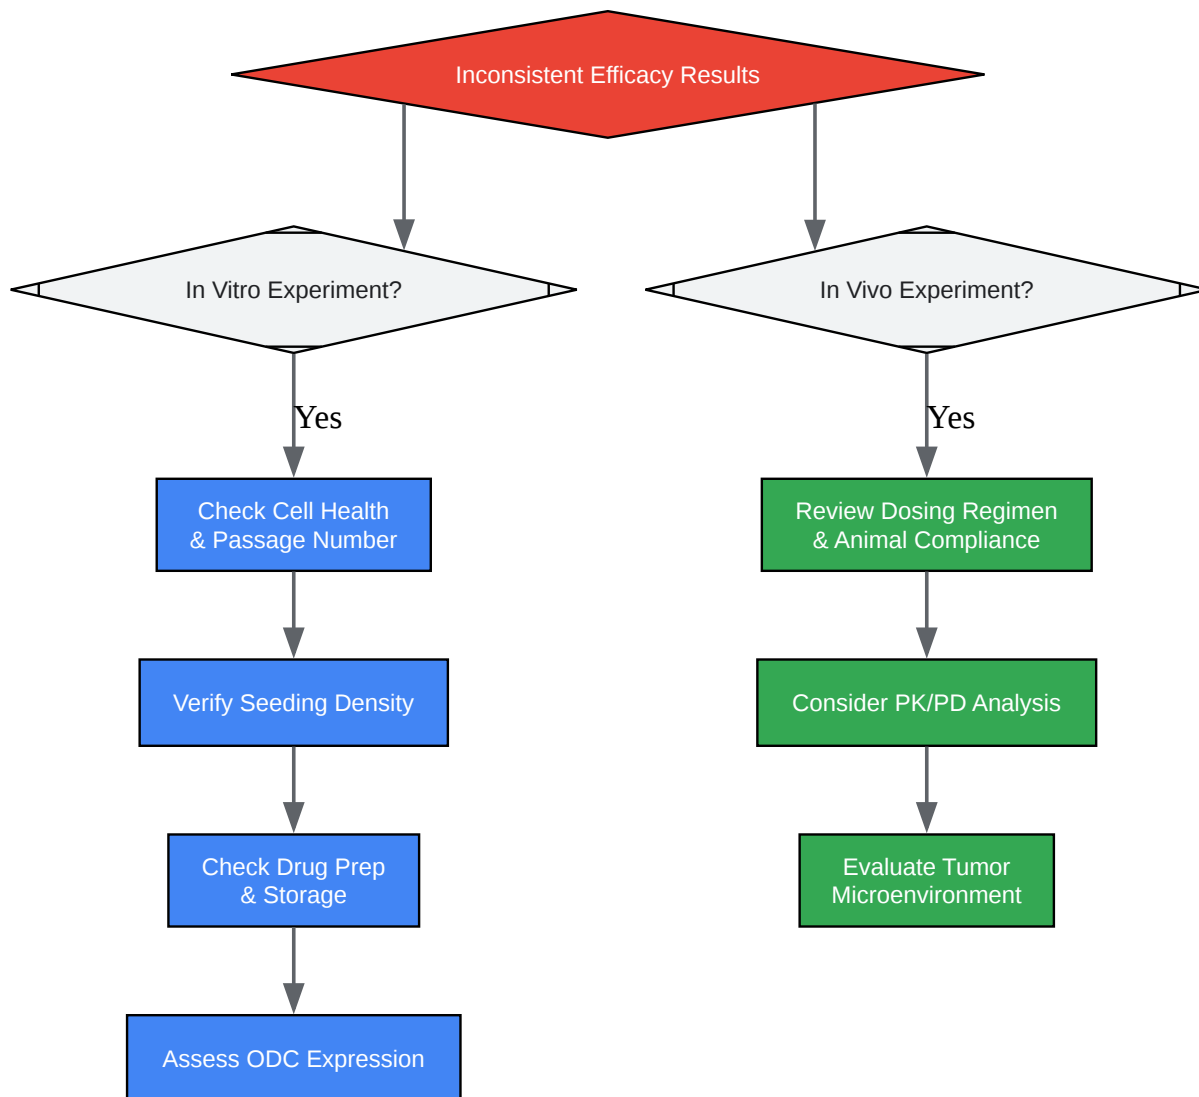 Inconsistent Efficacy Results
In Vitro Experiment?
In Vivo Experiment?
Yes
Yes
Check Cell Health
& Passage Number
Review Dosing Regimen
& Animal Compliance
Verify Seeding Density
Consider PK/PD Analysis
Check Drug Prep
& Storage
Evaluate Tumor
Microenvironment
Assess ODC Expression